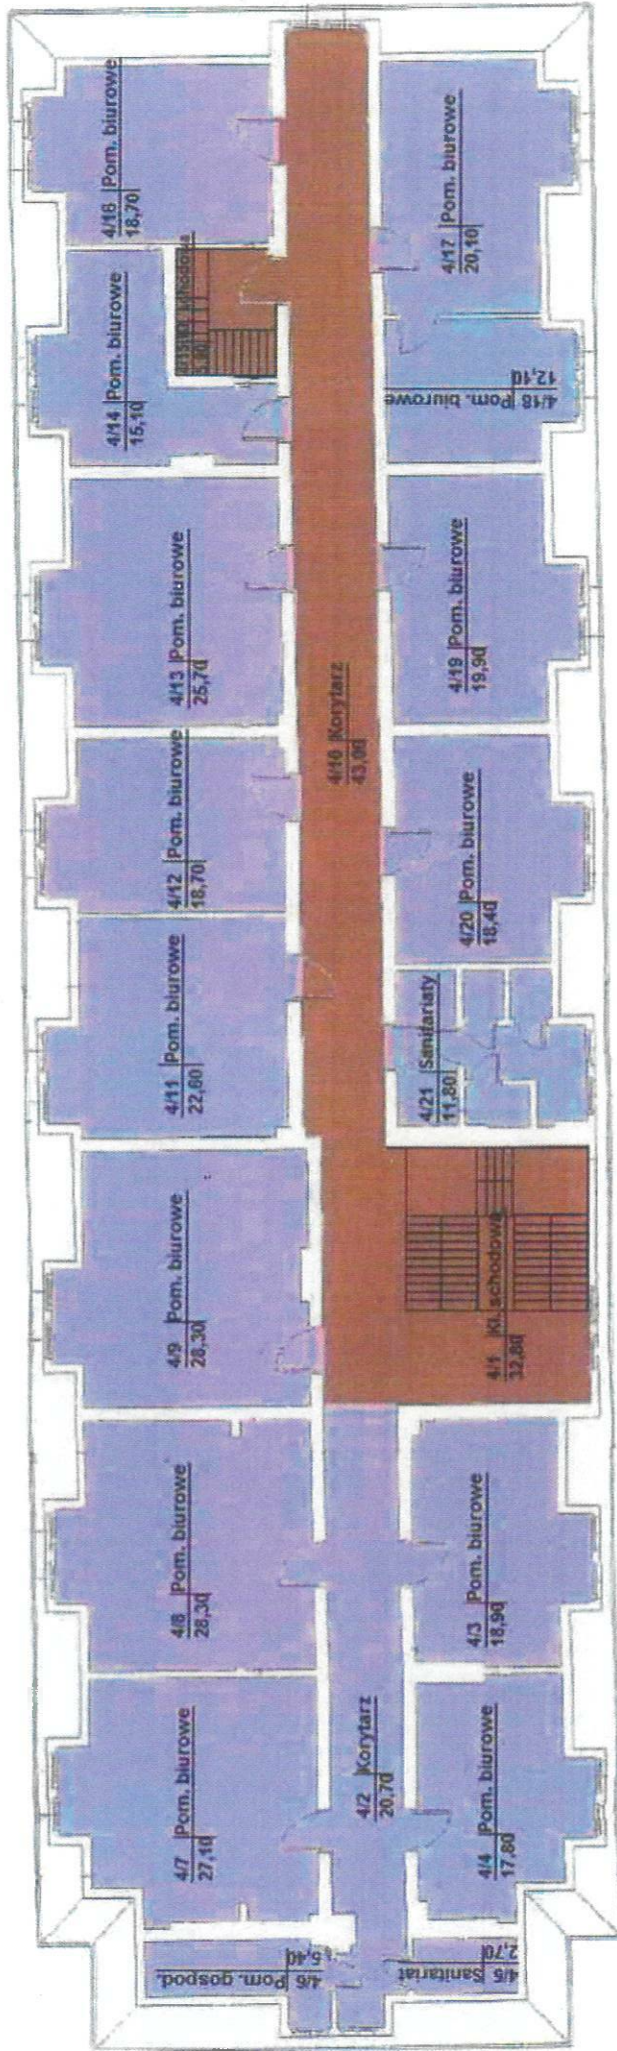 4/16 Pom. biurowe
18,70
4/14 Pom. biurowe
15,10
4/17 Pom. biurowe
20,10
4/18 Pom. biurowe
12,10
4/13 Pom. biurowe
25,70
4/19 Pom. biurowe
19,90
4/10 Korytarz
43,00
4/12 Pom. biurowe
18,70
4/20 Pom. biurowe
18,40
4/11 Pom. biurowe
22,60
4/21 Sanitariaty
11,80
4/9 Pom. biurowe
28,30
4/1 Kl. schodowa
32,80
4/8 Pom. biurowe
28,30
4/3 Pom. biurowe
18,90
4/7 Pom. biurowe
27,10
4/2 Korytarz
20,70
4/4 Pom. biurowe
17,80
4/6 Pom. gospod.
5,40
4/5 Sanitariat
2,70